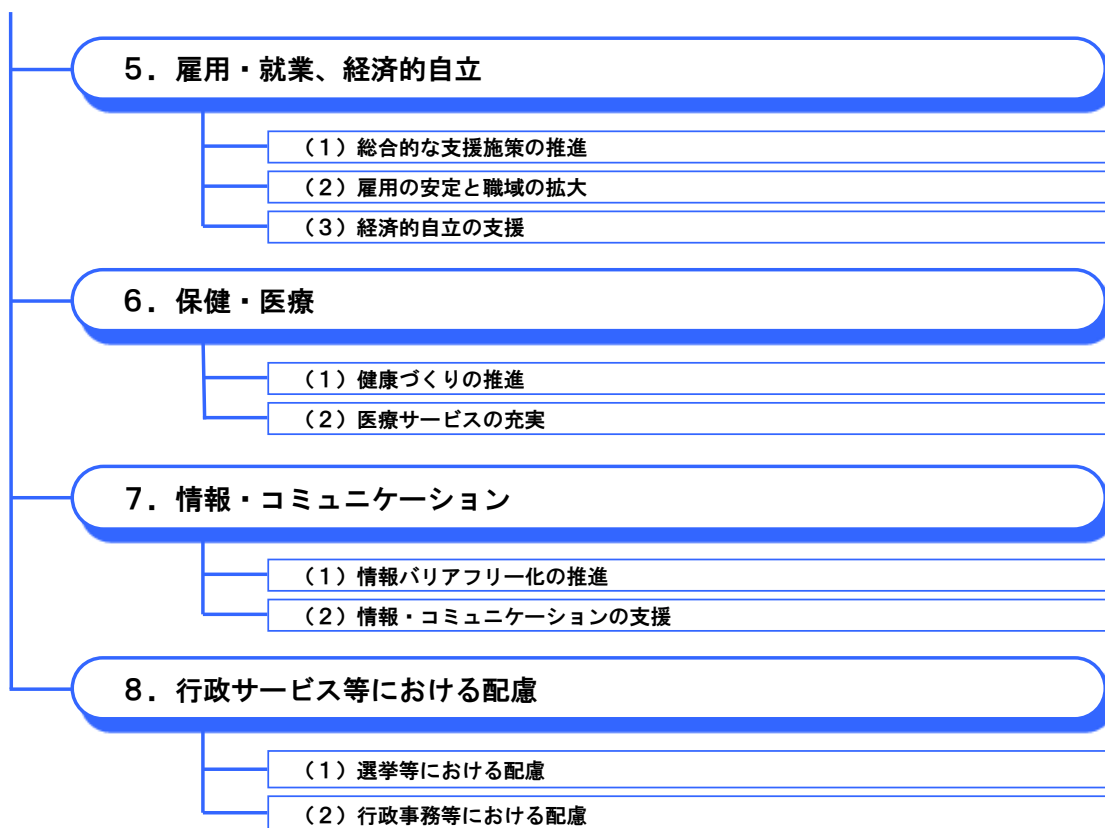 ５．雇用・就業、経済的自立
（１）総合的な支援施策の推進
（２）雇用の安定と職域の拡大
（３）経済的自立の支援
６．保健・医療
（１）健康づくりの推進
（２）医療サービスの充実
７．情報・コミュニケーション
（１）情報バリアフリー化の推進
（２）情報・コミュニケーションの支援
８．行政サービス等における配慮
（１）選挙等における配慮
（２）行政事務等における配慮